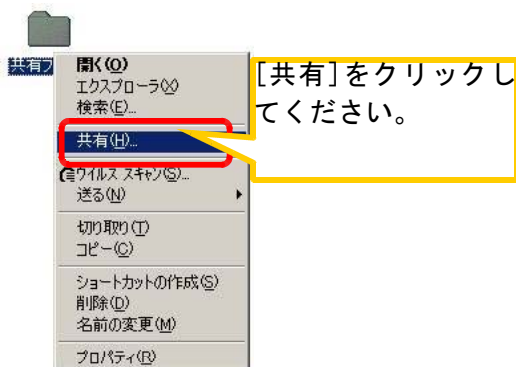 共有フ
開く(O)
エクスプローラ(X)
検索(E)...
共有(H)...
ウイルス スキャン(S)...
送る(N)
切り取り(T)
コピー(C)
ショートカットの作成(S)
削除(D)
名前の変更(M)
プロパティ(R)
[共有]をクリックし
てください。